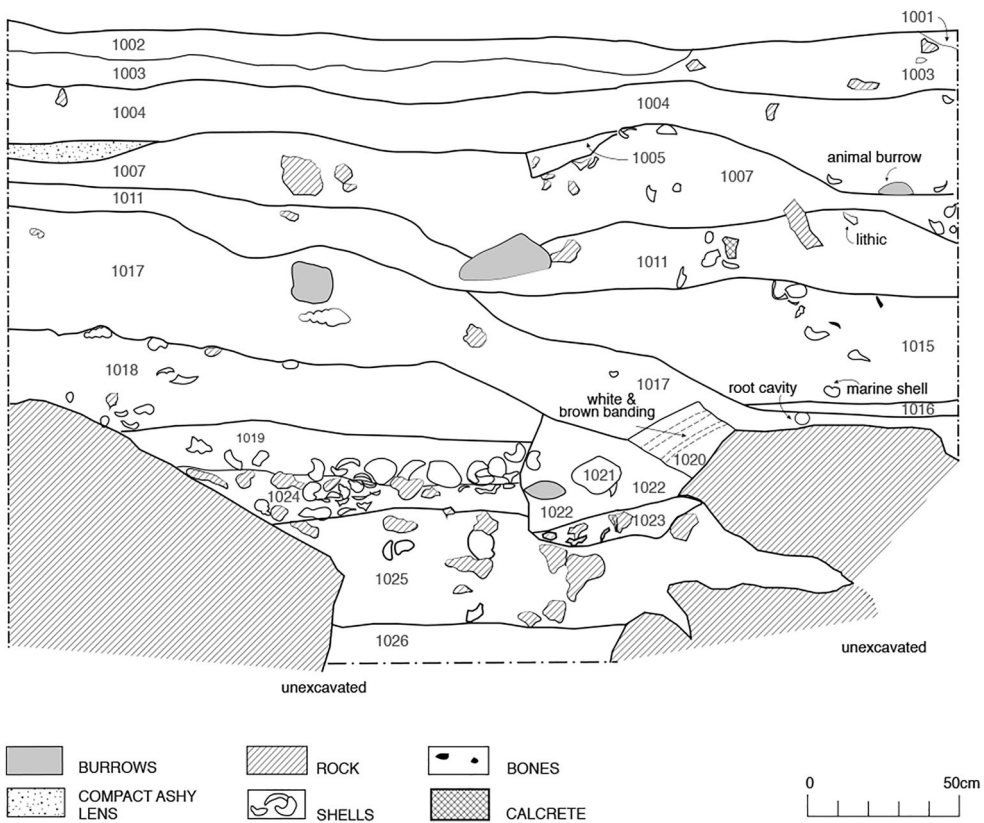 1001
1002
1003
1003
1004
1004
1005
animal burrow
1007
1007
1011
lithic
1011
1017
1015
1018
1017
root cavity
marine shell
white &
brown banding
1016
1019
1020
1021
1022
1024
1022
1023
1025
1026
unexcavated
unexcavated
BURROWS
ROCK
BONES
COMPACT ASHY
LENS
SHELLS
CALCRETE
0
50cm